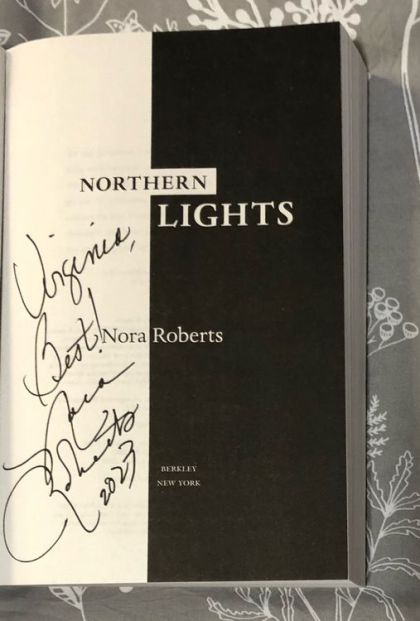 NORTHERN
LIGHTS
Virginia,
Best!
Nora Roberts
Nora
Roberts
2023
BERKLEY
NEW YORK